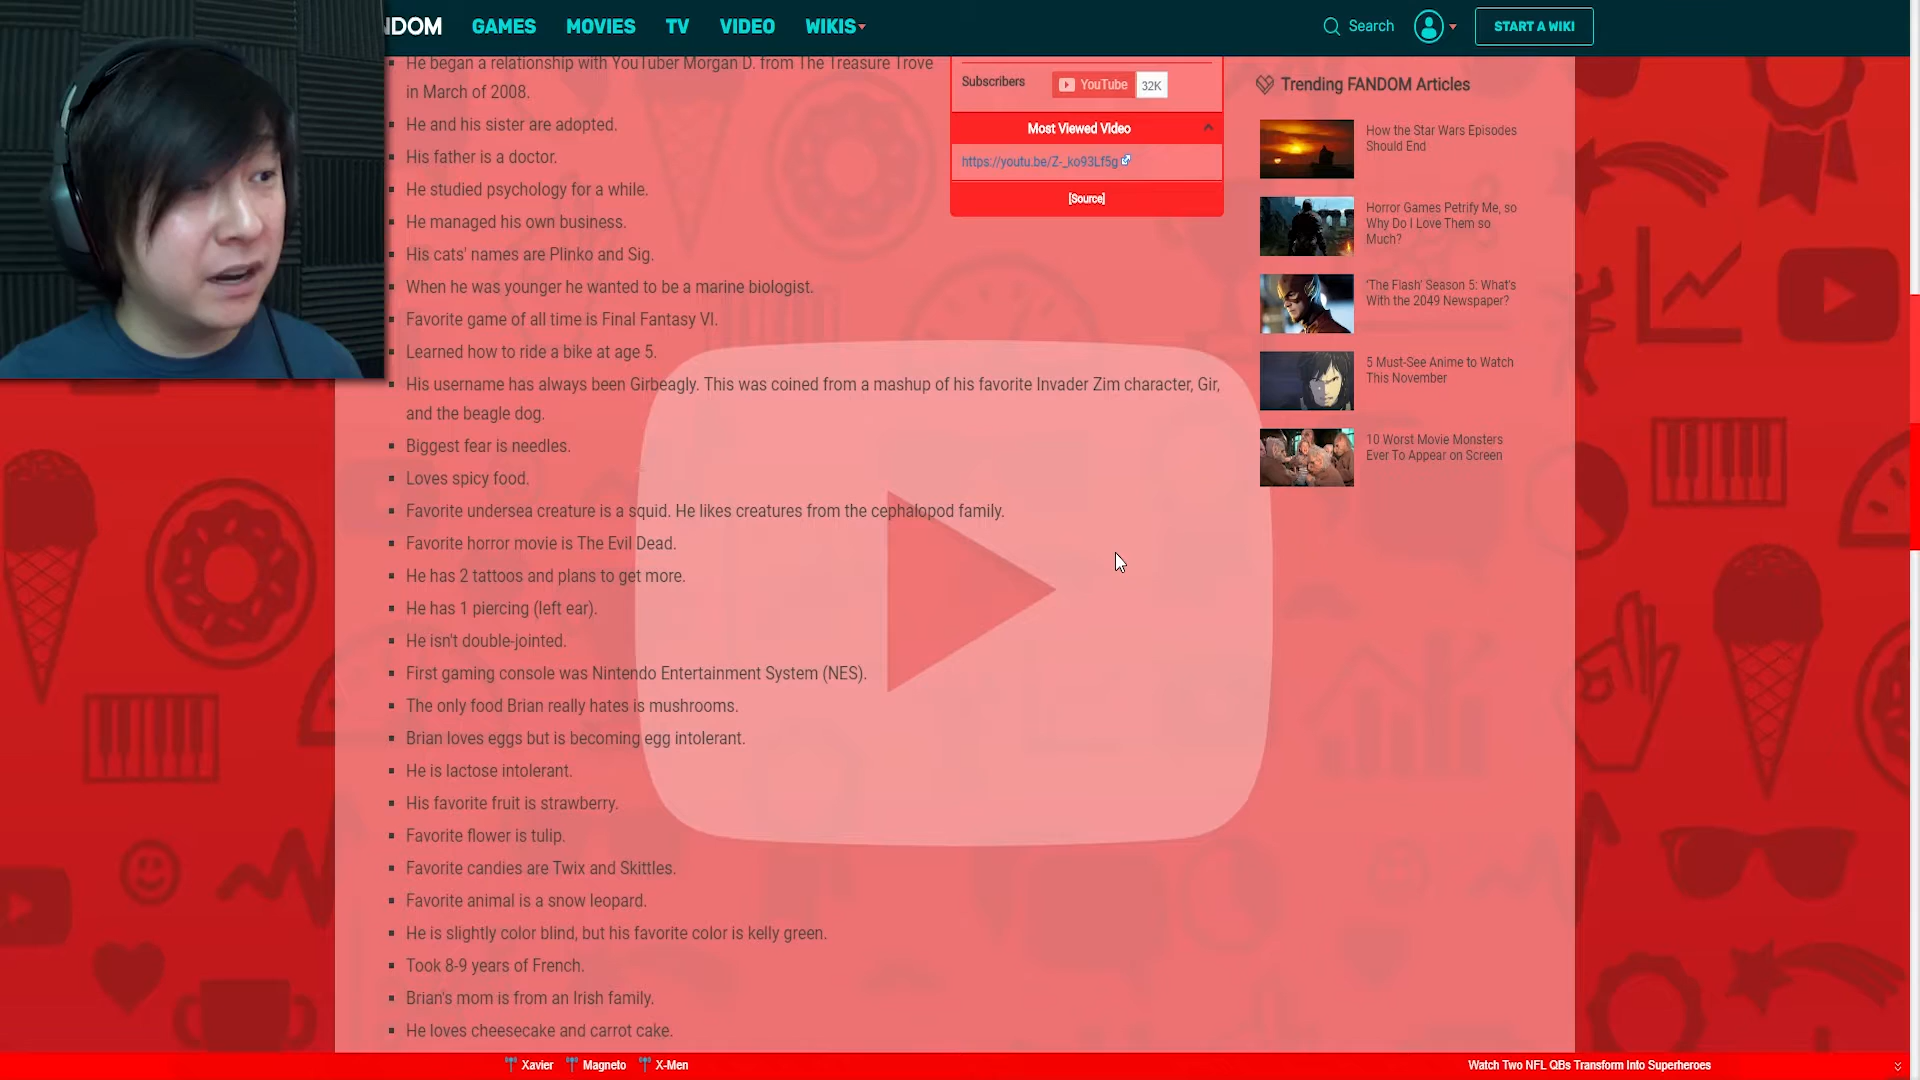 NDOM GAMES MOVIES TV VIDEO WIKIS Search START A WIKI
He began a relationship with YouTuber Morgan D. from The Treasure Trove
in March of 2008.
He and his sister are adopted.
His father is a doctor.
He studied psychology for a while.
He managed his own business.
His cats' names are Plinko and Sig.
When he was younger he wanted to be a marine biologist.
Favorite game of all time is Final Fantasy VI.
Learned how to ride a bike at age 5.
His username has always been Girbeagly. This was coined from a mashup of his favorite Invader Zim character, Gir,
and the beagle dog.
Biggest fear is needles.
Loves spicy food.
Favorite undersea creature is a squid. He likes creatures from the cephalopod family.
Favorite horror movie is The Evil Dead.
He has 2 tattoos and plans to get more.
He has 1 piercing (left ear).
He isn't double-jointed.
First gaming console was Nintendo Entertainment System (NES).
The only food Brian really hates is mushrooms.
Brian loves eggs but is becoming egg intolerant.
He is lactose intolerant.
His favorite fruit is strawberry.
Favorite flower is tulip.
Favorite candies are Twix and Skittles.
Favorite animal is a snow leopard.
He is slightly color blind, but his favorite color is kelly green.
Took 8-9 years of French.
Brian's mom is from an Irish family.
He loves cheesecake and carrot cake.
Subscribers YouTube 32K
Most Viewed Video
https://youtu.be/Z-_ko93Lf5g
[Source]
Trending FANDOM Articles
How the Star Wars Episodes
Should End
Horror Games Petrify Me, so
Why Do I Love Them so
Much?
'The Flash' Season 5: What's
With the 2049 Newspaper?
5 Must-See Anime to Watch
This November
10 Worst Movie Monsters
Ever To Appear on Screen
Xavier Magneto X-Men Watch Two NFL QBs Transform Into Superheroes